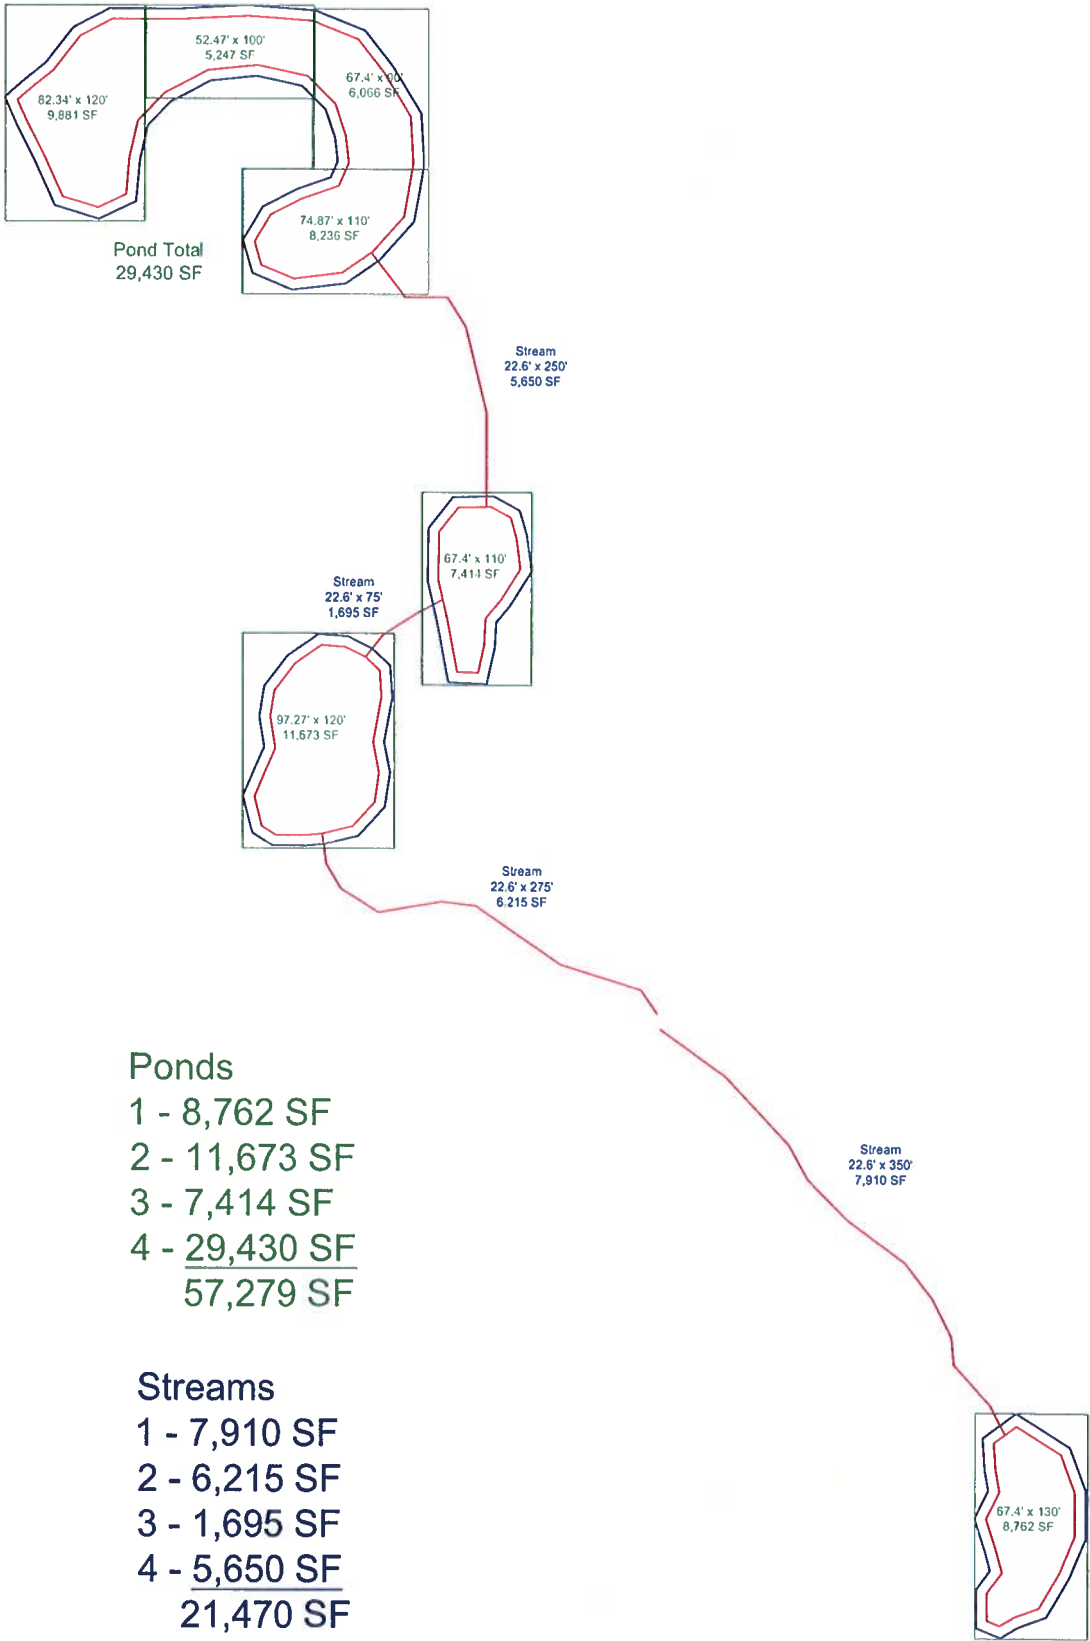 52.47' x 100'
5,247 SF
67.4' x 90'
6,066 SF
82.34' x 120'
9,881 SF
74.87' x 110'
8,236 SF
Pond Total
29,430 SF
Stream
22.6' x 250'
5,650 SF
67.4' x 110'
7,414 SF
Stream
22.6' x 75'
1,695 SF
97.27' x 120'
11,673 SF
Stream
22.6' x 275'
6,215 SF
Ponds
1 - 8,762 SF
2 - 11,673 SF
3 - 7,414 SF
4 - 29,430 SF
57,279 SF
Stream
22.6' x 350'
7,910 SF
Streams
1 - 7,910 SF
2 - 6,215 SF
3 - 1,695 SF
4 - 5,650 SF
21,470 SF
67.4' x 130'
8,762 SF